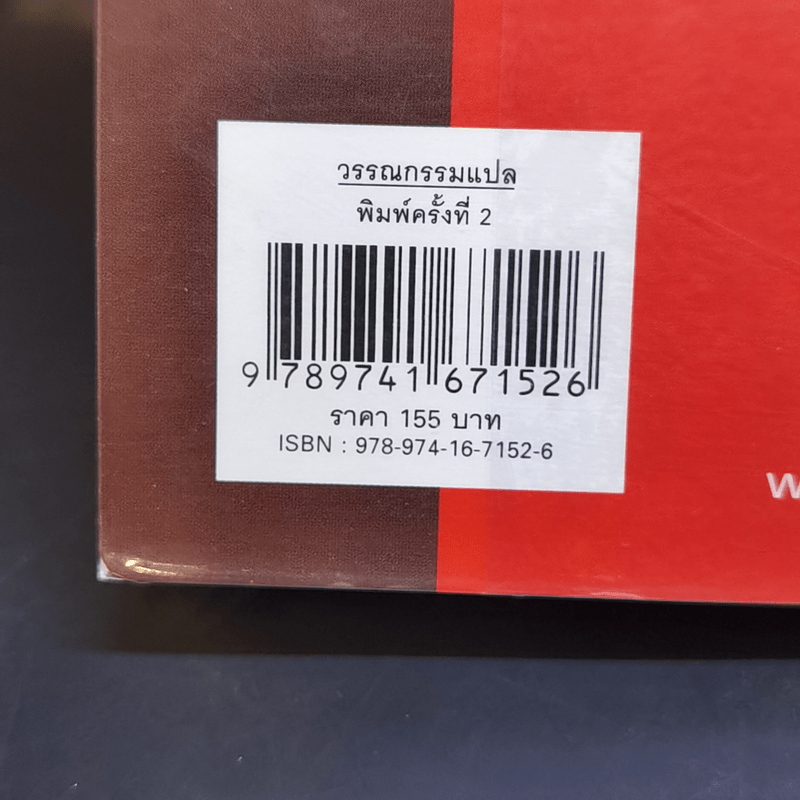 วรรณกรรมแปล
พิมพ์ครั้งที่ 2
9 789741 671526
ราคา 155 บาท
ISBN : 978-974-16-7152-6
w